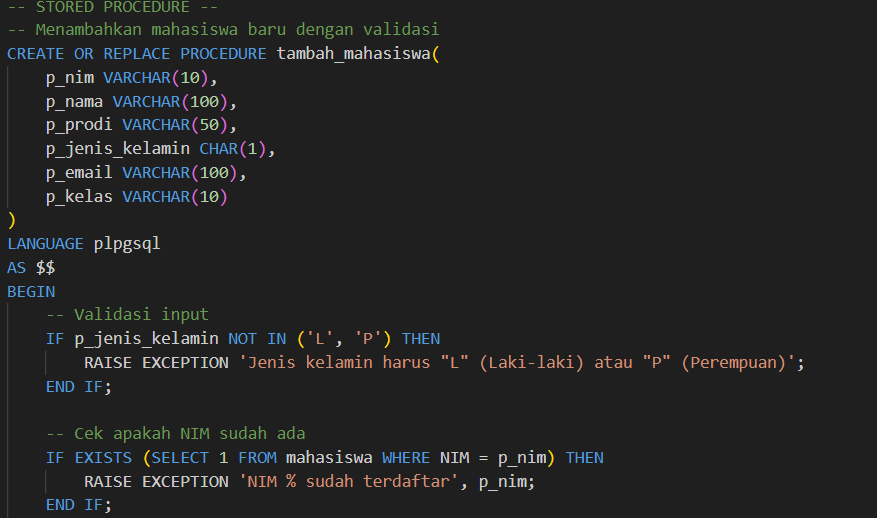 -- STORED PROCEDURE --
-- Menambahkan mahasiswa baru dengan validasi
CREATE OR REPLACE PROCEDURE tambah_mahasiswa(
    p_nim VARCHAR(10),
    p_nama VARCHAR(100),
    p_prodi VARCHAR(50),
    p_jenis_kelamin CHAR(1),
    p_email VARCHAR(100),
    p_kelas VARCHAR(10)
)
LANGUAGE plpgsql
AS $$
BEGIN
    -- Validasi input
    IF p_jenis_kelamin NOT IN ('L', 'P') THEN
        RAISE EXCEPTION 'Jenis kelamin harus "L" (Laki-laki) atau "P" (Perempuan)';
    END IF;

    -- Cek apakah NIM sudah ada
    IF EXISTS (SELECT 1 FROM mahasiswa WHERE NIM = p_nim) THEN
        RAISE EXCEPTION 'NIM % sudah terdaftar', p_nim;
    END IF;